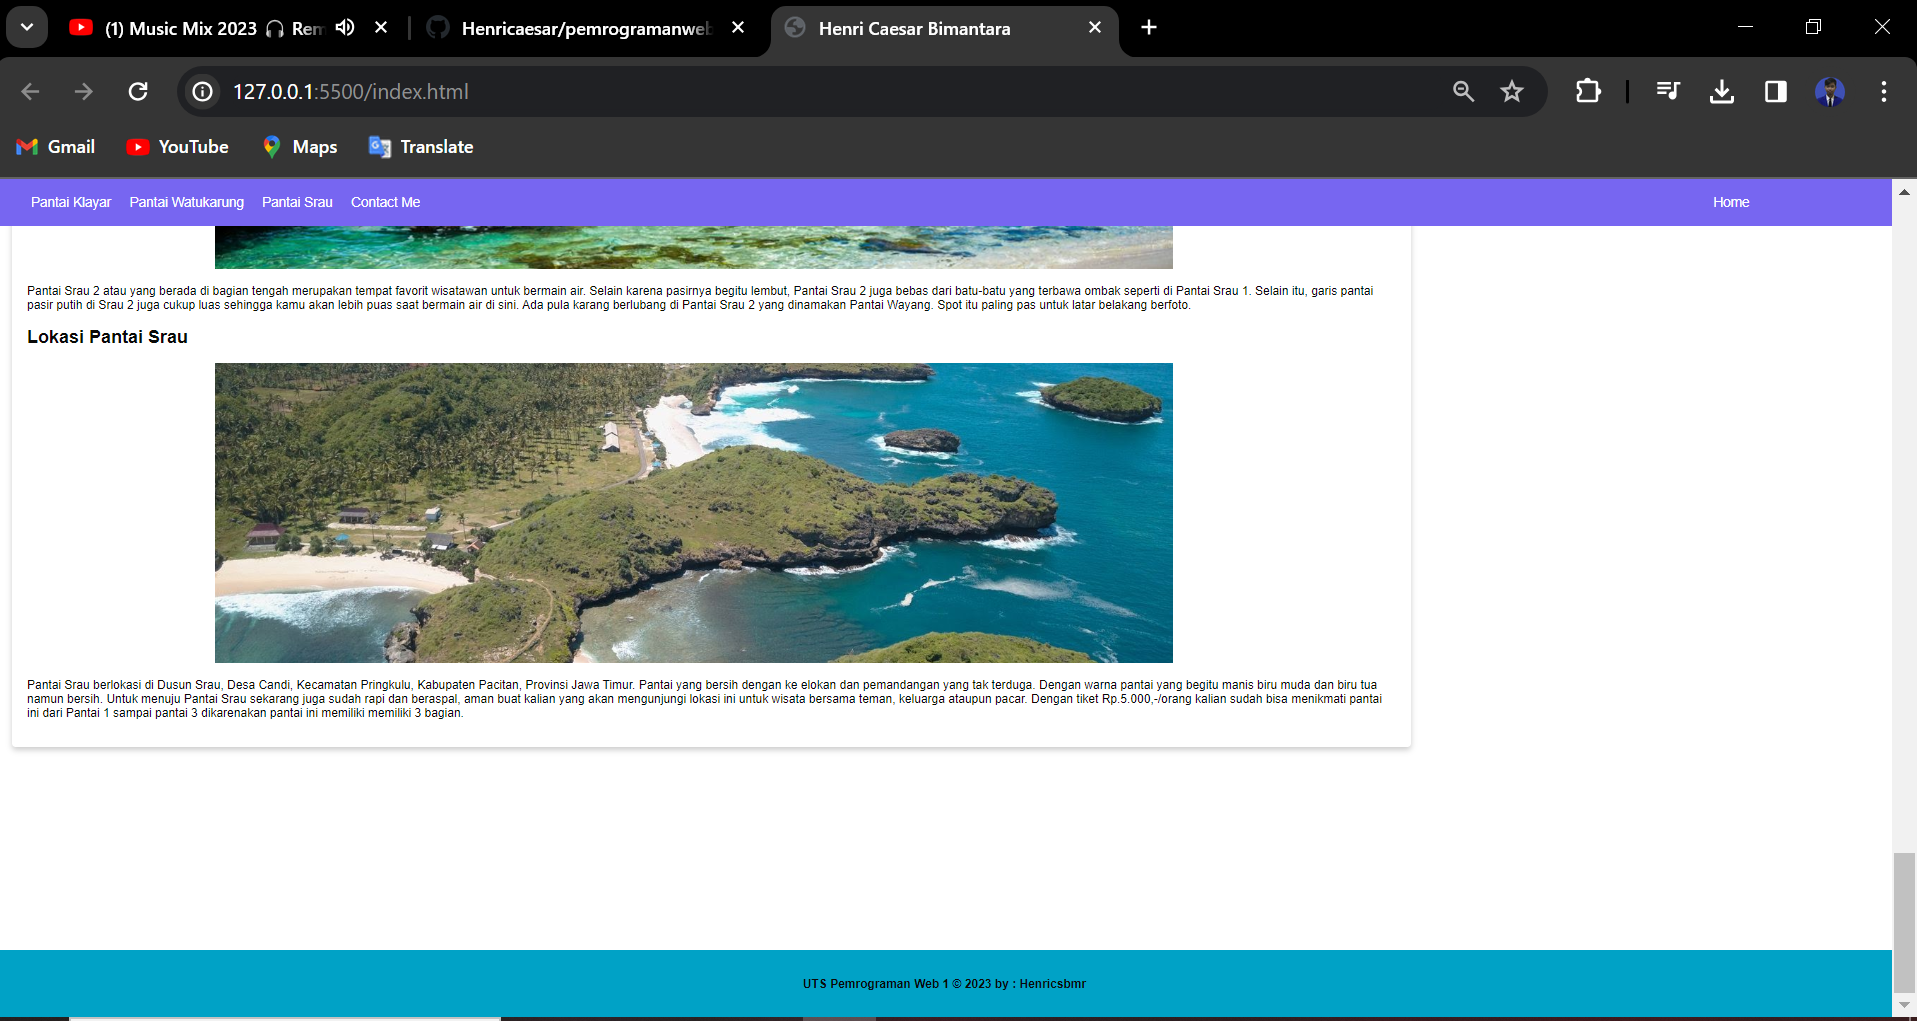 (1) Music Mix 2023 🎧 Rem
Henricaesar/pemrogramanweb
Henri Caesar Bimantara
127.0.0.1:5500/index.html
Gmail YouTube Maps Translate
Pantai Klayar Pantai Watukarung Pantai Srau Contact Me Home
Pantai Srau 2 atau yang berada di bagian tengah merupakan tempat favorit wisatawan untuk bermain air. Selain karena pasirnya begitu lembut, Pantai Srau 2 juga bebas dari batu-batu yang terbawa ombak seperti di Pantai Srau 1. Selain itu, garis pantai
pasir putih di Srau 2 juga cukup luas sehingga kamu akan lebih puas saat bermain air di sini. Ada pula karang berlubang di Pantai Srau 2 yang dinamakan Pantai Wayang. Spot itu paling pas untuk latar belakang berfoto.
Lokasi Pantai Srau
Pantai Srau berlokasi di Dusun Srau, Desa Candi, Kecamatan Pringkulu, Kabupaten Pacitan, Provinsi Jawa Timur. Pantai yang bersih dengan ke elokan dan pemandangan yang tak terduga. Dengan warna pantai yang begitu manis biru muda dan biru tua
namun bersih. Untuk menuju Pantai Srau sekarang juga sudah rapi dan beraspal, aman buat kalian yang akan mengunjungi lokasi ini untuk wisata bersama teman, keluarga ataupun pacar. Dengan tiket Rp.5.000,-/orang kalian sudah bisa menikmati pantai
ini dari Pantai 1 sampai pantai 3 dikarenakan pantai ini memiliki memiliki 3 bagian.
UTS Pemrograman Web 1 © 2023 by : Henricsbmr